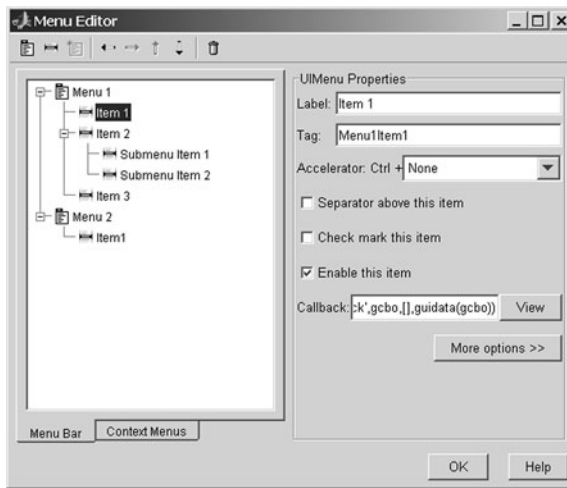 Menu Editor
Menu 1
Item 1
Item 2
Submenu Item 1
Submenu Item 2
Item 3
Menu 2
Item1
Menu Bar
Context Menus
UIMenu Properties
Label: Item 1
Tag: Menu1Item1
Accelerator: Ctrl + None
Separator above this item
Check mark this item
Enable this item
Callback: :k',gcbo,[],guidata(gcbo)) View
More options >>
OK Help